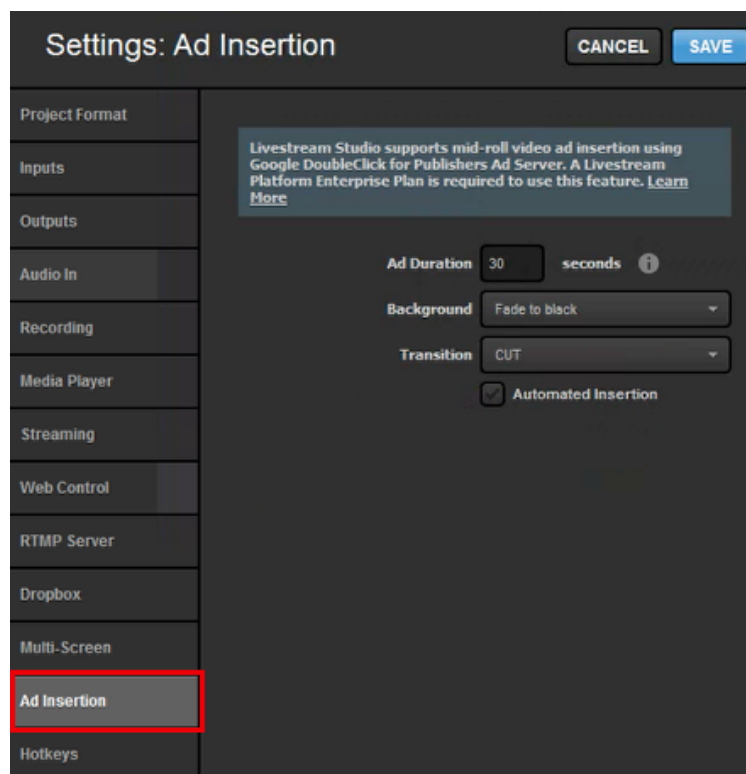 Settings: Ad Insertion
CANCEL
SAVE
Project Format
Inputs
Outputs
Audio In
Recording
Media Player
Streaming
Web Control
RTMP Server
Dropbox
Multi-Screen
Ad Insertion
Hotkeys
Livestream Studio supports mid-roll video ad insertion using
Google DoubleClick for Publishers Ad Server. A Livestream
Platform Enterprise Plan is required to use this feature. Learn
More
Ad Duration 30 seconds
Background Fade to black
Transition CUT
Automated Insertion